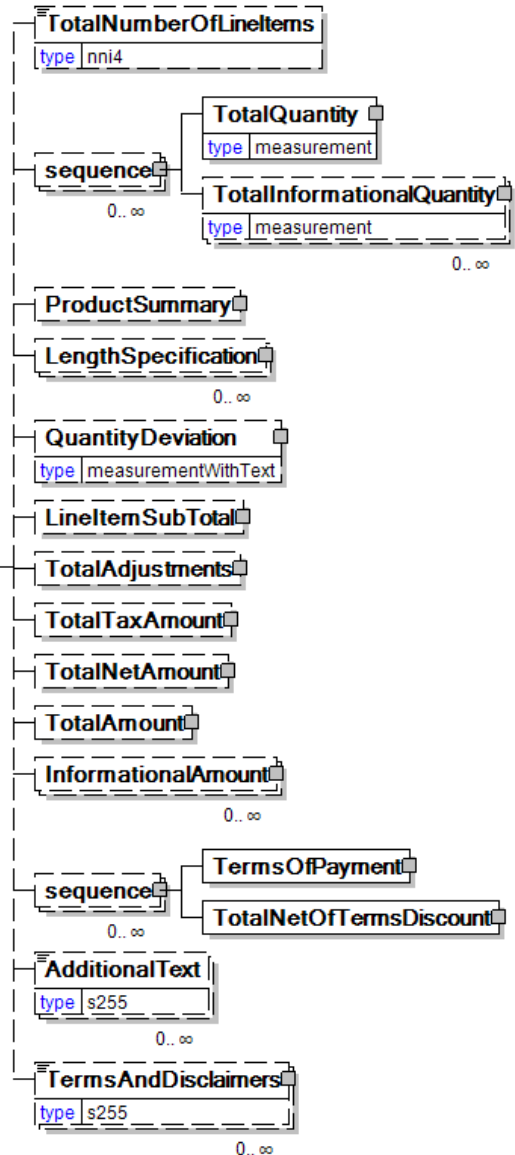 TotalNumberOfLineItems
type nni4
TotalQuantity
type measurement
sequence
0.. ∞
TotalInformationalQuantity
type measurement
0.. ∞
ProductSummary
LengthSpecification
0.. ∞
QuantityDeviation
type measurementWithText
LineItemSubTotal
TotalAdjustments
TotalTaxAmount
TotalNetAmount
TotalAmount
InformationalAmount
0.. ∞
TermsOfPayment
sequence
0.. ∞
TotalNetOfTermsDiscount
AdditionalText
type s255
0.. ∞
TermsAndDisclaimers
type s255
0.. ∞